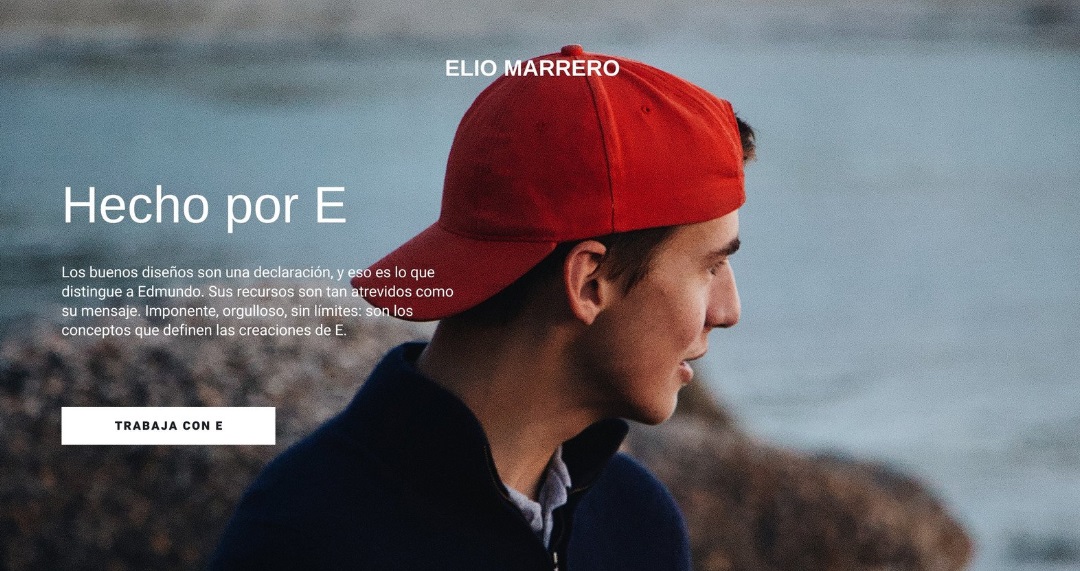 ELIO MARRERO
Hecho por E
Los buenos diseños son una declaración, y eso es lo que
distingue a Edmundo. Sus recursos son tan atrevidos como
su mensaje. Imponente, orgulloso, sin límites: son los
conceptos que definen las creaciones de E.
TRABAJA CON E